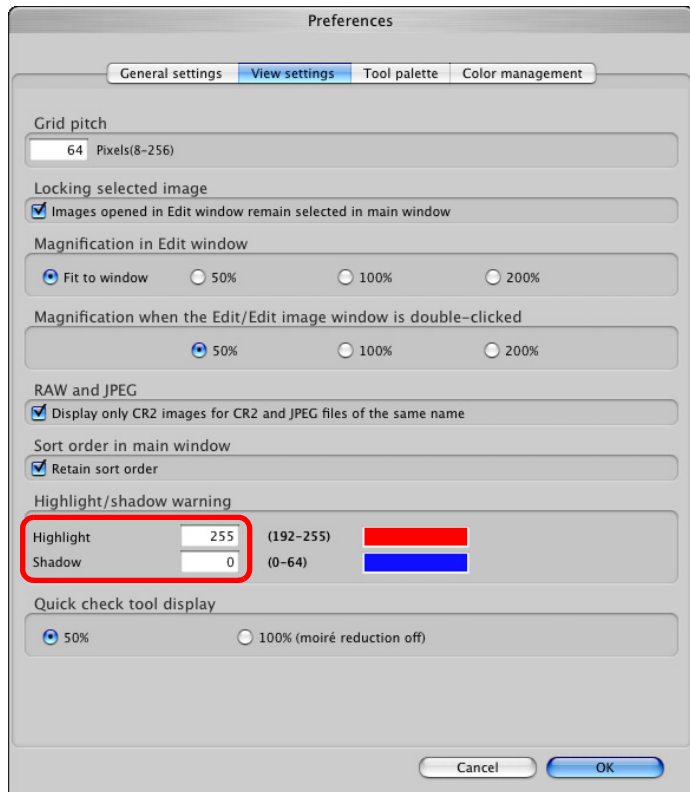 Preferences
General settings View settings Tool palette Color management
Grid pitch
64 Pixels(8-256)
Locking selected image
Images opened in Edit window remain selected in main window
Magnification in Edit window
Fit to window 50% 100% 200%
Magnification when the Edit/Edit image window is double-clicked
50% 100% 200%
RAW and JPEG
Display only CR2 images for CR2 and JPEG files of the same name
Sort order in main window
Retain sort order
Highlight/shadow warning
Highlight 255 (192-255)
Shadow 0 (0-64)
Quick check tool display
50% 100% (moiré reduction off)
Cancel OK